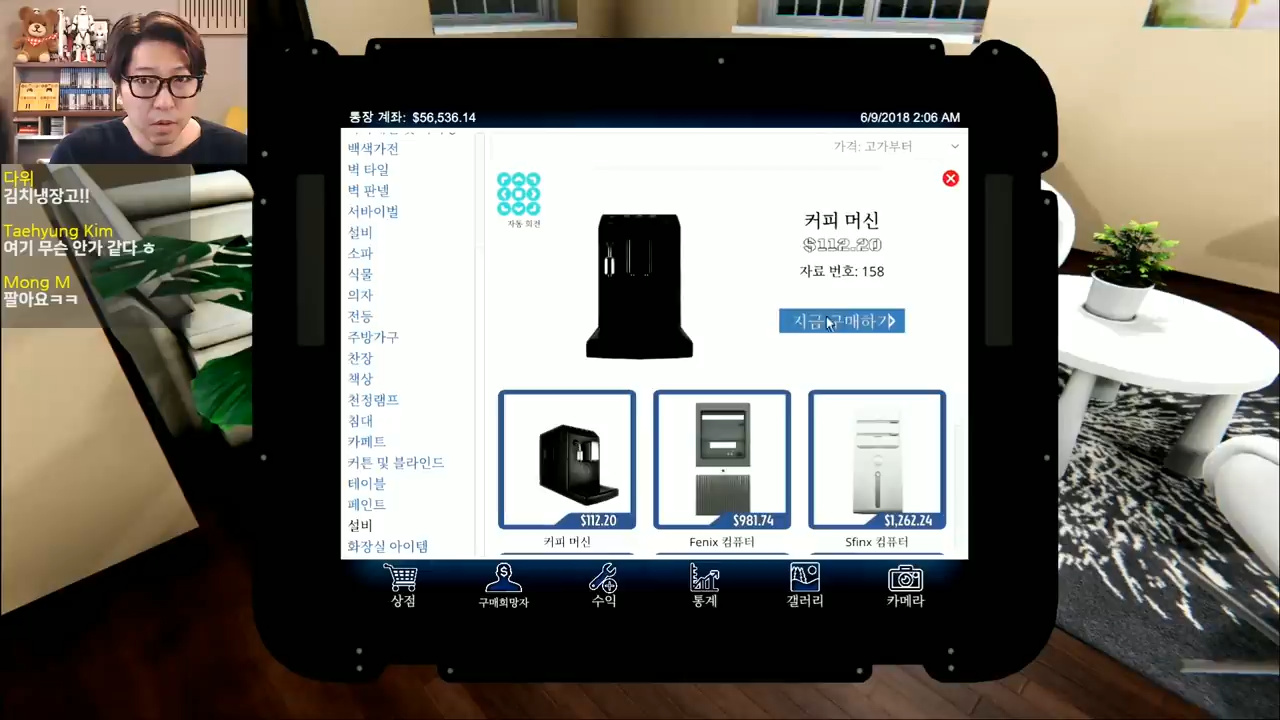 통장 계좌: $56,536.14
6/9/2018 2:06 AM
다위
김치냉장고!!
Taehyung Kim
여기 무슨 안가 같다 ㅎ
Mong M
팔아요ㅋㅋ
백색가전
벽 타일
벽 판넬
서바이벌
설비
소파
식물
의자
전등
주방가구
찬장
책상
천정램프
침대
카페트
커튼 및 블라인드
테이블
페인트
설비
화장실 아이템
가격: 고가부터
자동 회전
커피 머신
$112.20
자료 번호: 158
지금 구매하기
$112.20
$981.74
$1,262.24
커피 머신
Fenix 컴퓨터
Sfinx 컴퓨터
상점
구매희망자
수익
통계
갤러리
카메라